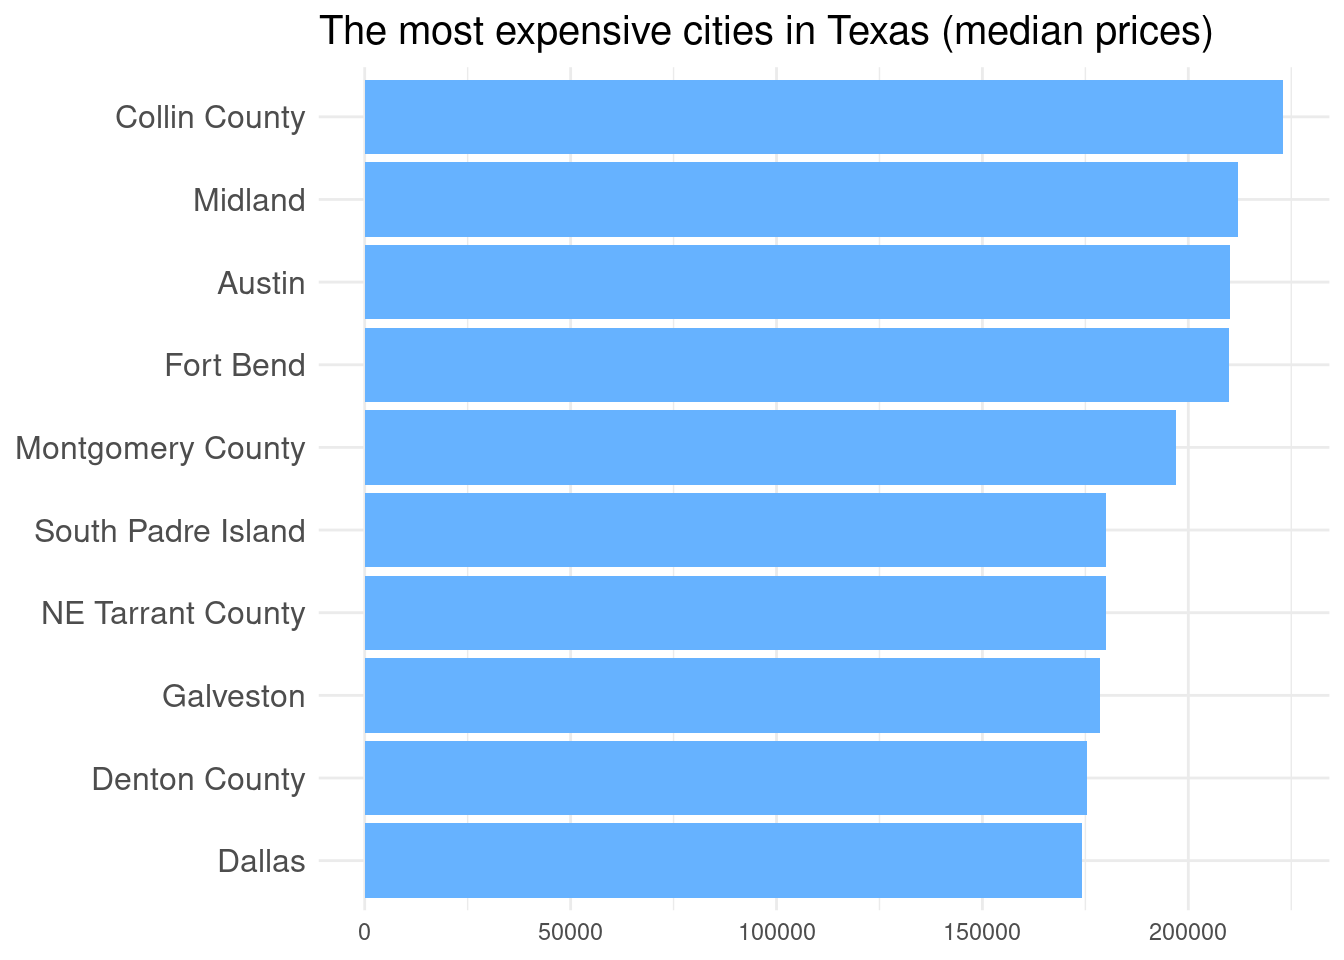 The most expensive cities in Texas (median prices)
Collin County
Midland
Austin
Fort Bend
Montgomery County
South Padre Island
NE Tarrant County
Galveston
Denton County
Dallas
0 50000 100000 150000 200000